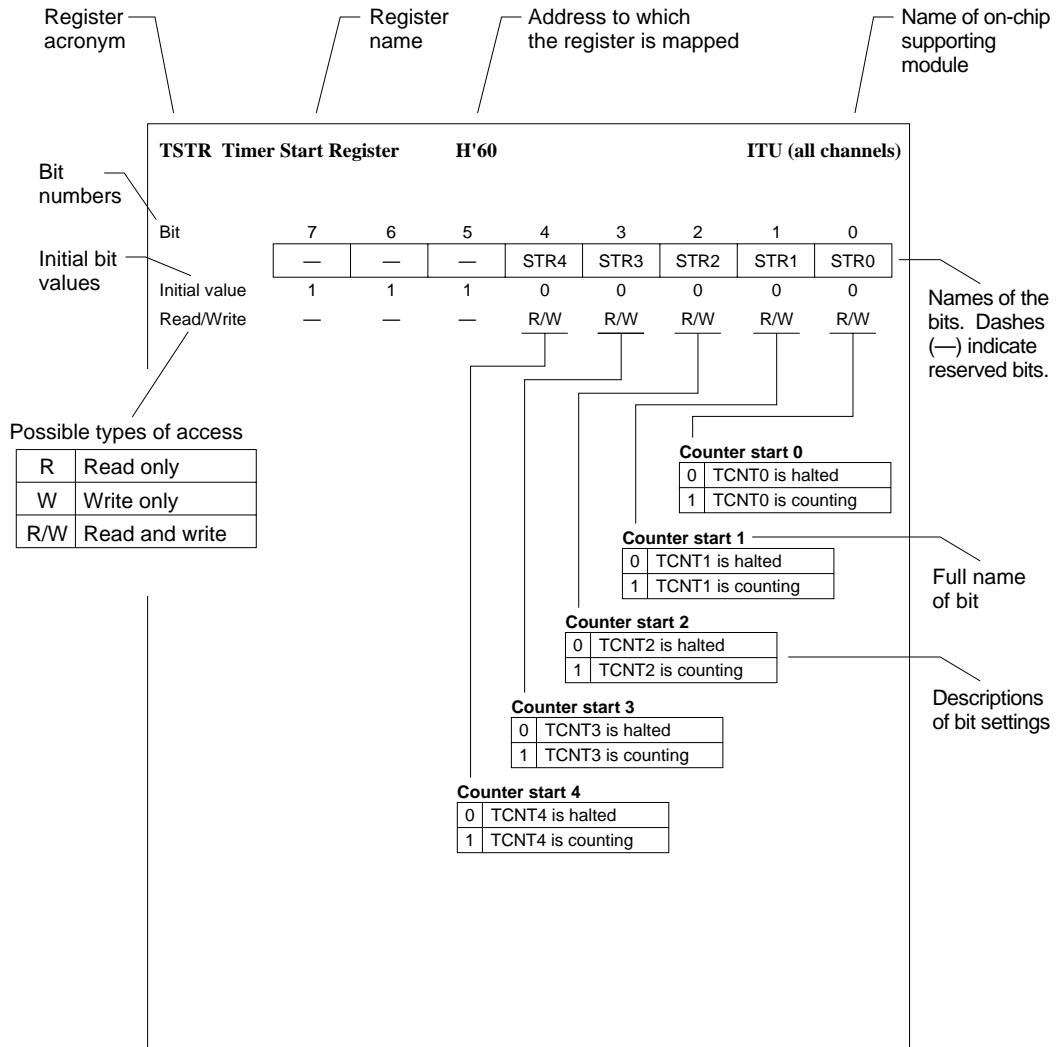 Register
acronym
Register
name
Address to which
the register is mapped
Name of on-chip
supporting
module
TSTR Timer Start Register H'60 ITU (all channels)
Bit
numbers
Bit 7 6 5 4 3 2 1 0
— — — STR4 STR3 STR2 STR1 STR0
Initial value 1 1 1 0 0 0 0 0
Read/Write — — — R/W R/W R/W R/W R/W
Initial bit
values
Names of the
bits. Dashes
(—) indicate
reserved bits.
Possible types of access
R Read only
W Write only
R/W Read and write
Counter start 0
0 TCNT0 is halted
1 TCNT0 is counting
Counter start 1
0 TCNT1 is halted
1 TCNT1 is counting
Full name
of bit
Counter start 2
0 TCNT2 is halted
1 TCNT2 is counting
Descriptions
of bit settings
Counter start 3
0 TCNT3 is halted
1 TCNT3 is counting
Counter start 4
0 TCNT4 is halted
1 TCNT4 is counting